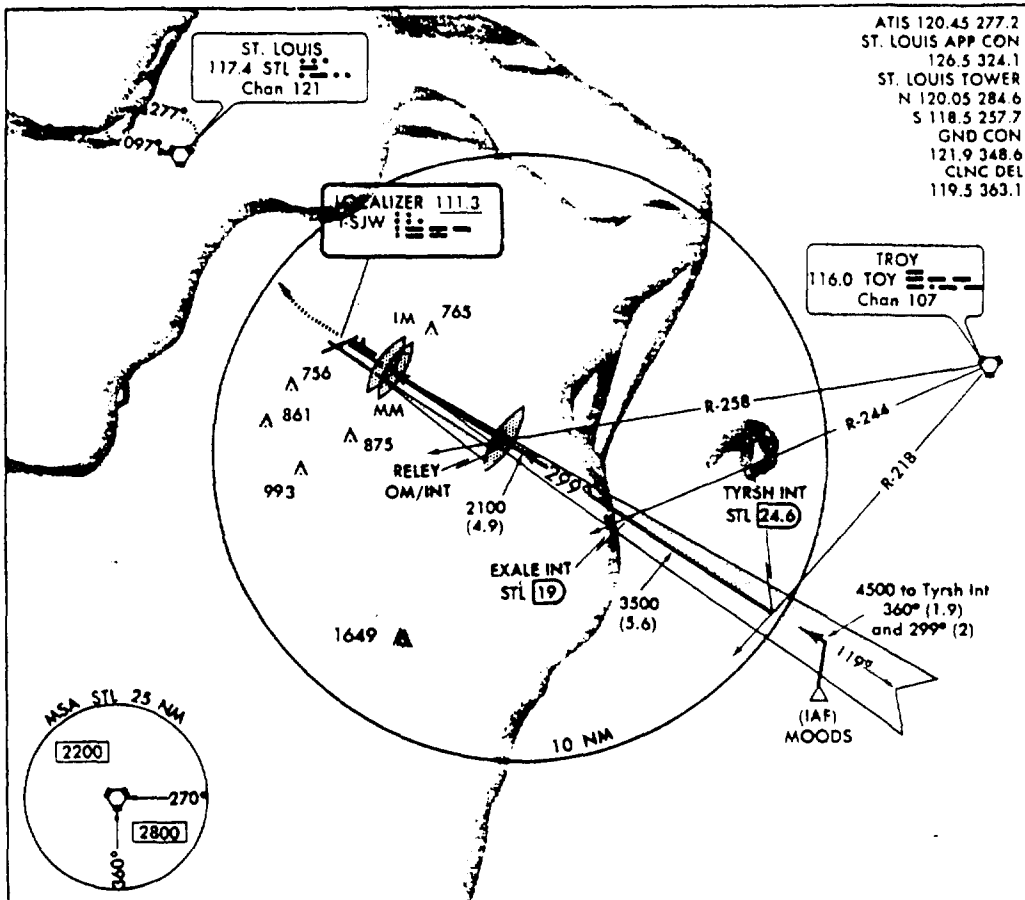 ATIS 120.45 277.2
ST. LOUIS APP CON
126.5 324.1
ST. LOUIS TOWER
N 120.05 284.6
S 118.5 257.7
GND CON
121.9 348.6
CLNC DEL
119.5 363.1
ST. LOUIS
117.4 STL
Chan 121
277°
097°
LOCALIZER 111.3
I-SJW
TROY
116.0 TOY
Chan 107
IM
765
756
MM
861
875
993
R-258
R-244
R-218
RELEY
OM/INT
299°
2100
(4.9)
TYRSH INT
STL 24.6
EXALE INT
STL 19
3500
(5.6)
4500 to Tyrsh Int
360° (1.9)
and 299° (2)
119°
1649
(IAF)
MOODS
10 NM
MSA STL 25 NM
2200
270°
2800
360°